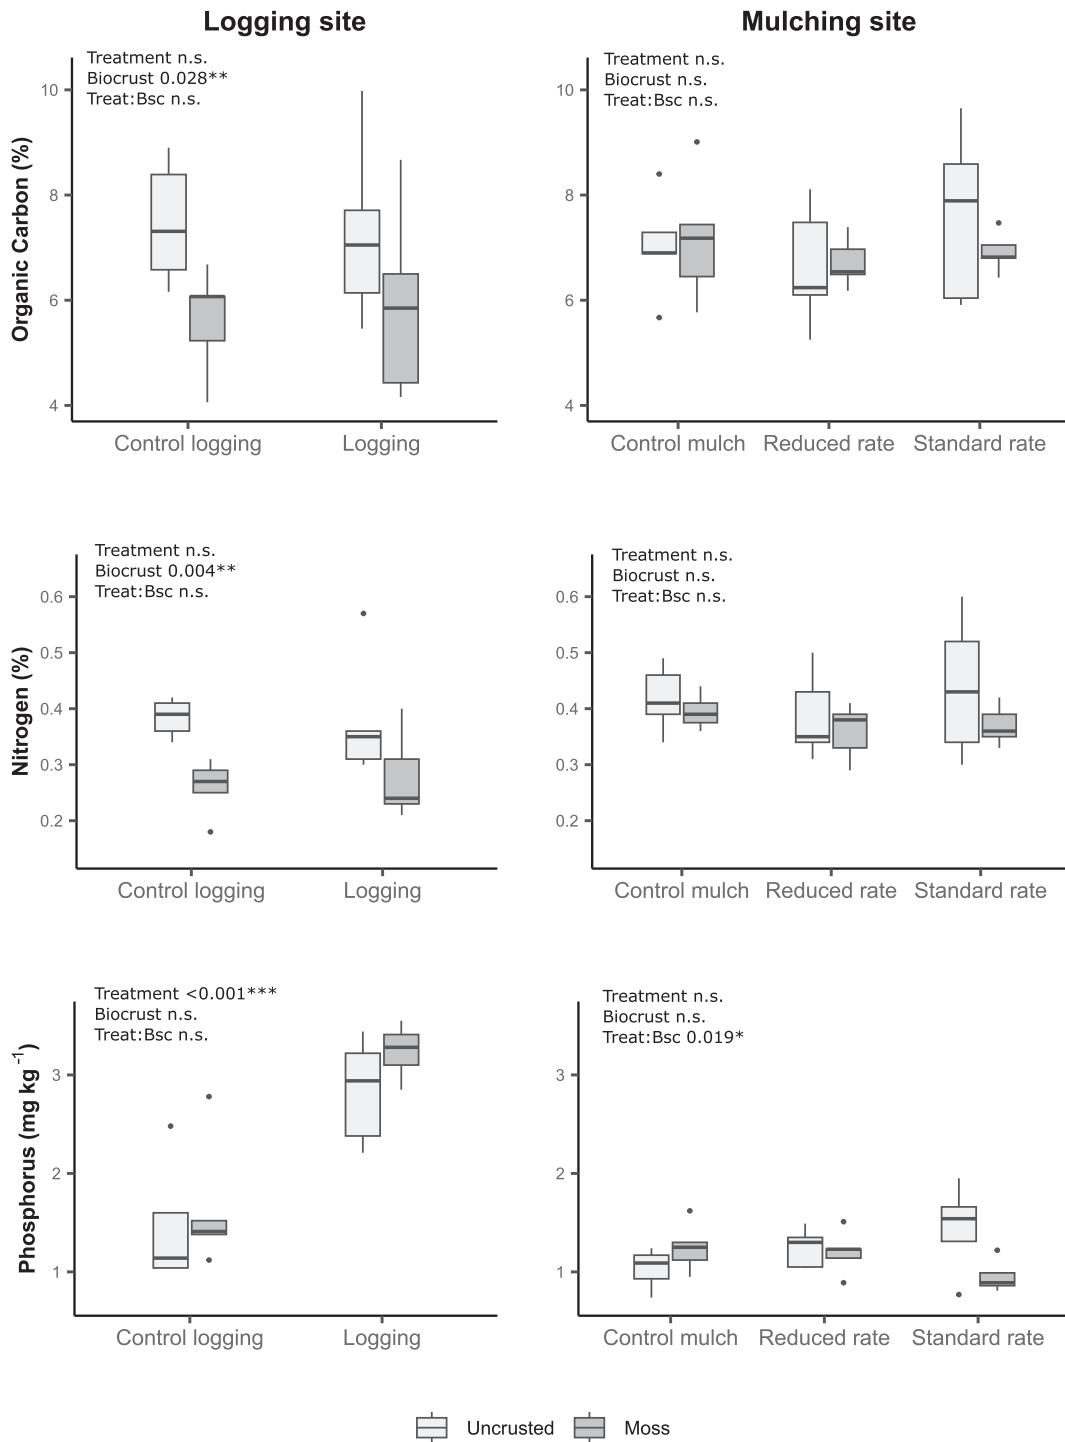 Logging site
Mulching site
Treatment n.s.
Biocrust 0.028**
Treat:Bsc n.s.
Organic Carbon (%)
10
8
6
4
Control logging
Logging
Treatment n.s.
Biocrust n.s.
Treat:Bsc n.s.
10
8
6
4
Control mulch
Reduced rate
Standard rate
Treatment n.s.
Biocrust 0.004**
Treat:Bsc n.s.
Nitrogen (%)
0.6
0.5
0.4
0.3
0.2
Control logging
Logging
Treatment n.s.
Biocrust n.s.
Treat:Bsc n.s.
0.6
0.5
0.4
0.3
0.2
Control mulch
Reduced rate
Standard rate
Treatment <0.001***
Biocrust n.s.
Treat:Bsc n.s.
Phosphorus (mg kg⁻¹)
3
2
1
Control logging
Logging
Treatment n.s.
Biocrust n.s.
Treat:Bsc 0.019*
3
2
1
Control mulch
Reduced rate
Standard rate
Uncrusted
Moss